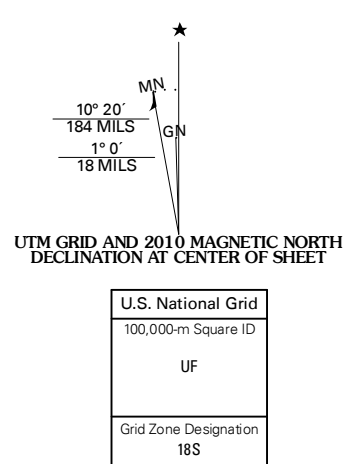 ★
MN
10° 20´
184 MILS
GN
1° 0´
18 MILS
UTM GRID AND 2010 MAGNETIC NORTH
DECLINATION AT CENTER OF SHEET
U.S. National Grid
100,000-m Square ID
UF
Grid Zone Designation
18S